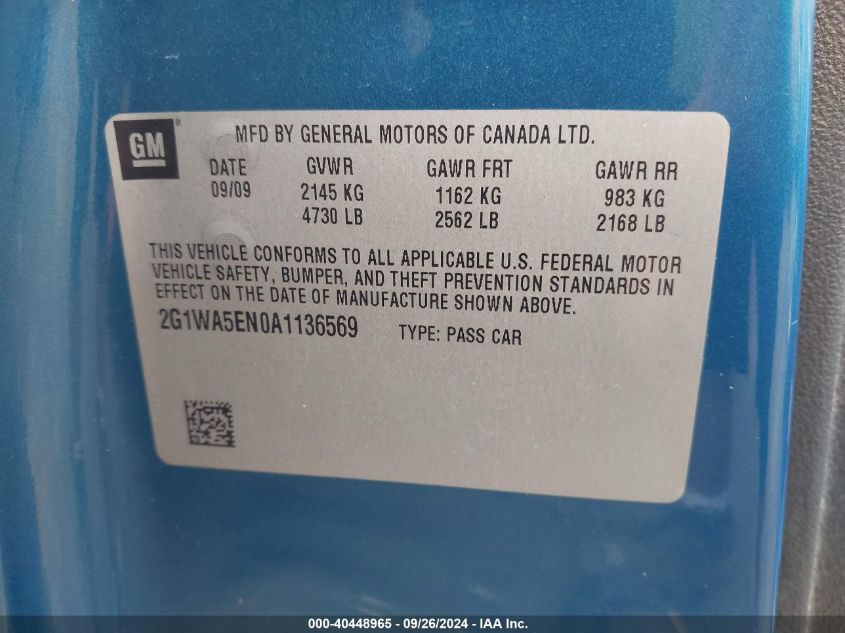 GM
MFD BY GENERAL MOTORS OF CANADA LTD.
DATE GVWR GAWR FRT GAWR RR
09/09 2145 KG 1162 KG 983 KG
4730 LB 2562 LB 2168 LB
THIS VEHICLE CONFORMS TO ALL APPLICABLE U.S. FEDERAL MOTOR
VEHICLE SAFETY, BUMPER, AND THEFT PREVENTION STANDARDS IN
EFFECT ON THE DATE OF MANUFACTURE SHOWN ABOVE.
2G1WA5EN0A1136569 TYPE: PASS CAR
000-40448965 - 09/26/2024 - IAA Inc.